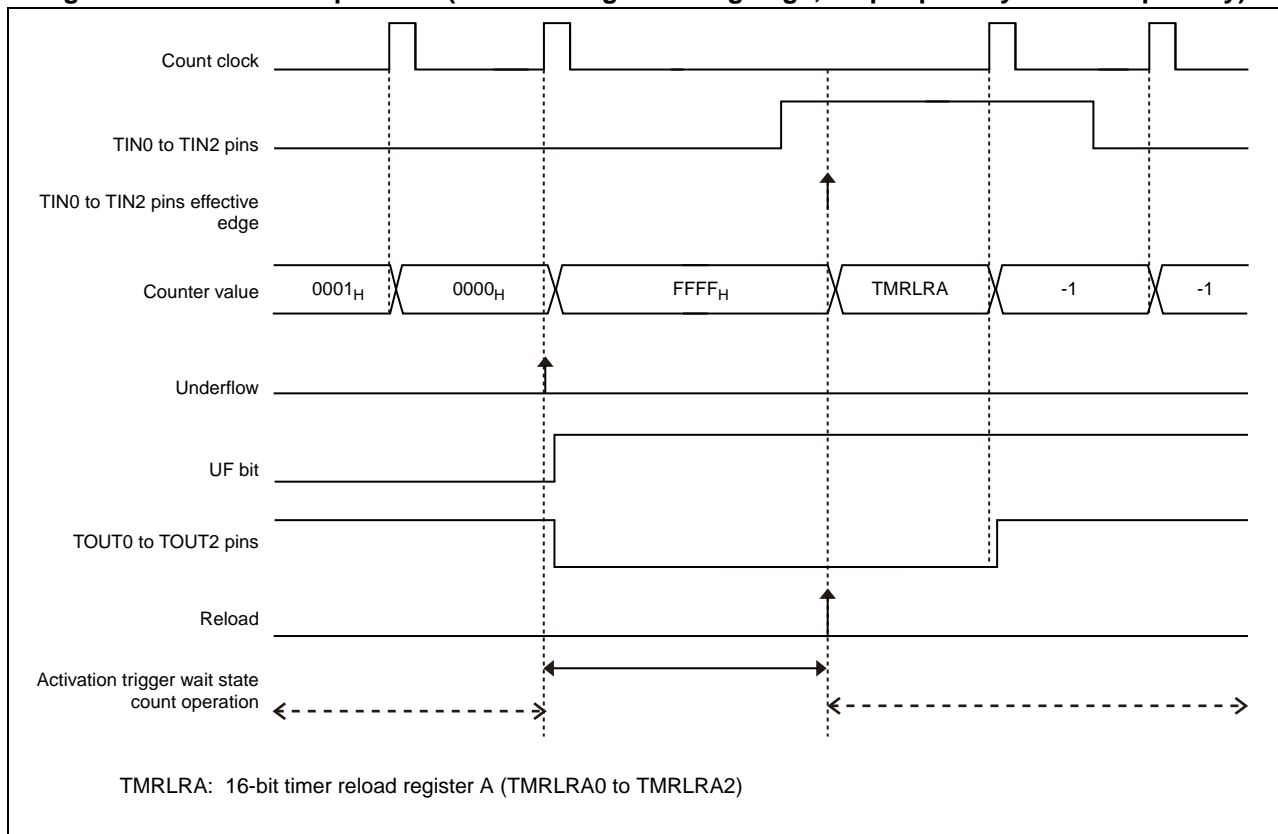 Count clock
TIN0 to TIN2 pins
TIN0 to TIN2 pins effective
edge
Counter value
0001H
0000H
FFFFH
TMRLRA
-1
-1
Underflow
UF bit
TOUT0 to TOUT2 pins
Reload
Activation trigger wait state
count operation
TMRLRA: 16-bit timer reload register A (TMRLRA0 to TMRLRA2)